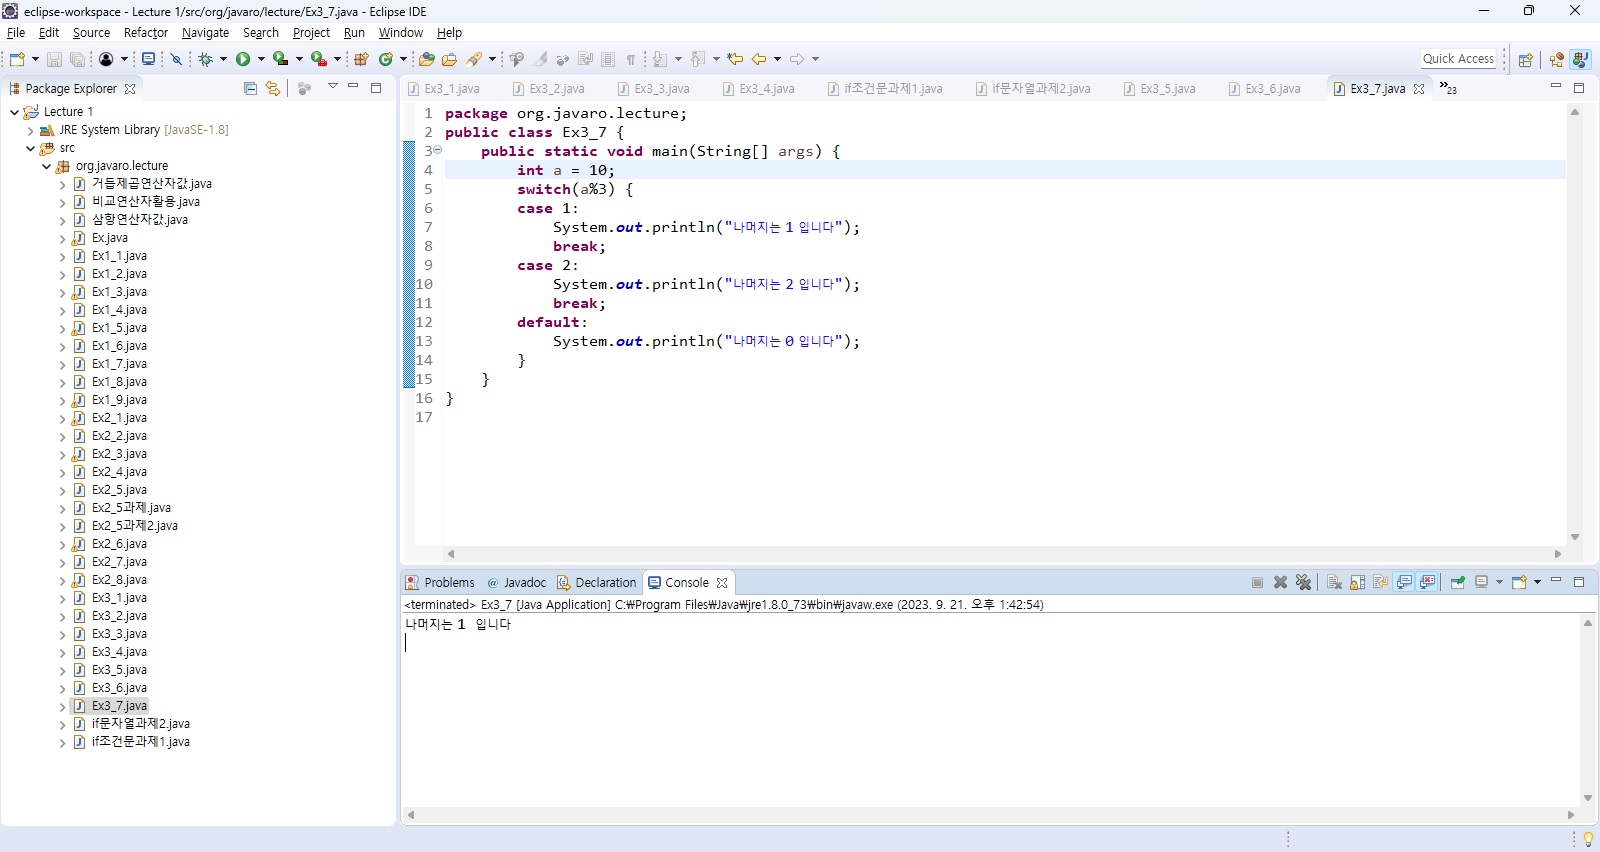 eclipse-workspace - Lecture 1/src/org/javaro/lecture/Ex3_7.java - Eclipse IDE
File Edit Source Refactor Navigate Search Project Run Window Help
Quick Access
Package Explorer
Lecture 1
JRE System Library [JavaSE-1.8]
src
org.javaro.lecture
거듭제곱연산자값.java
비교연산자활용.java
삼항연산자값.java
Ex.java
Ex1_1.java
Ex1_2.java
Ex1_3.java
Ex1_4.java
Ex1_5.java
Ex1_6.java
Ex1_7.java
Ex1_8.java
Ex1_9.java
Ex2_1.java
Ex2_2.java
Ex2_3.java
Ex2_4.java
Ex2_5.java
Ex2_5과제.java
Ex2_5과제2.java
Ex2_6.java
Ex2_7.java
Ex2_8.java
Ex3_1.java
Ex3_2.java
Ex3_3.java
Ex3_4.java
Ex3_5.java
Ex3_6.java
Ex3_7.java
if문자열과제2.java
if조건문과제1.java
Ex3_1.java Ex3_2.java Ex3_3.java Ex3_4.java if조건문과제1.java if문자열과제2.java Ex3_5.java Ex3_6.java Ex3_7.java »23
1 package org.javaro.lecture;
2 public class Ex3_7 {
3 public static void main(String[] args) {
4 int a = 10;
5 switch(a%3) {
6 case 1:
7 System.out.println("나머지는 1 입니다");
8 break;
9 case 2:
10 System.out.println("나머지는 2 입니다");
11 break;
12 default:
13 System.out.println("나머지는 0 입니다");
14 }
15 }
16 }
17
Problems @ Javadoc Declaration Console
<terminated> Ex3_7 [Java Application] C:₩Program Files₩Java₩jre1.8.0_73₩bin₩javaw.exe (2023. 9. 21. 오후 1:42:54)
나머지는 1 입니다